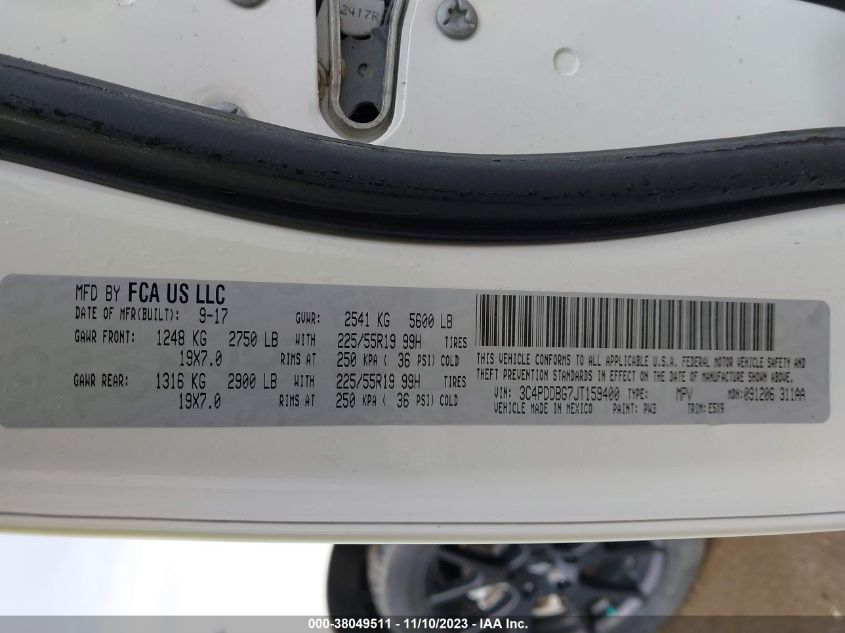 2417R
MFD BY FCA US LLC
DATE OF MFR(BUILT): 9-17 GVWR: 2541 KG 5600 LB
GAWR FRONT: 1248 KG 2750 LB WITH 225/55R19 99H TIRES
19X7.0 RIMS AT 250 KPA ( 36 PSI) COLD
GAWR REAR: 1316 KG 2900 LB WITH 225/55R19 99H TIRES
19X7.0 RIMS AT 250 KPA ( 36 PSI) COLD
THIS VEHICLE CONFORMS TO ALL APPLICABLE U.S.A. FEDERAL MOTOR VEHICLE SAFETY AND
THEFT PREVENTION STANDARDS IN EFFECT ON THE DATE OF MANUFACTURE SHOWN ABOVE.
VIN: 3C4PDDBG7JT159400 TYPE: MPV MDH:091206 311AA
VEHICLE MADE IN MEXICO PAINT: PW3 TRIM: E5X9
000-38049511 - 11/10/2023 - IAA Inc.